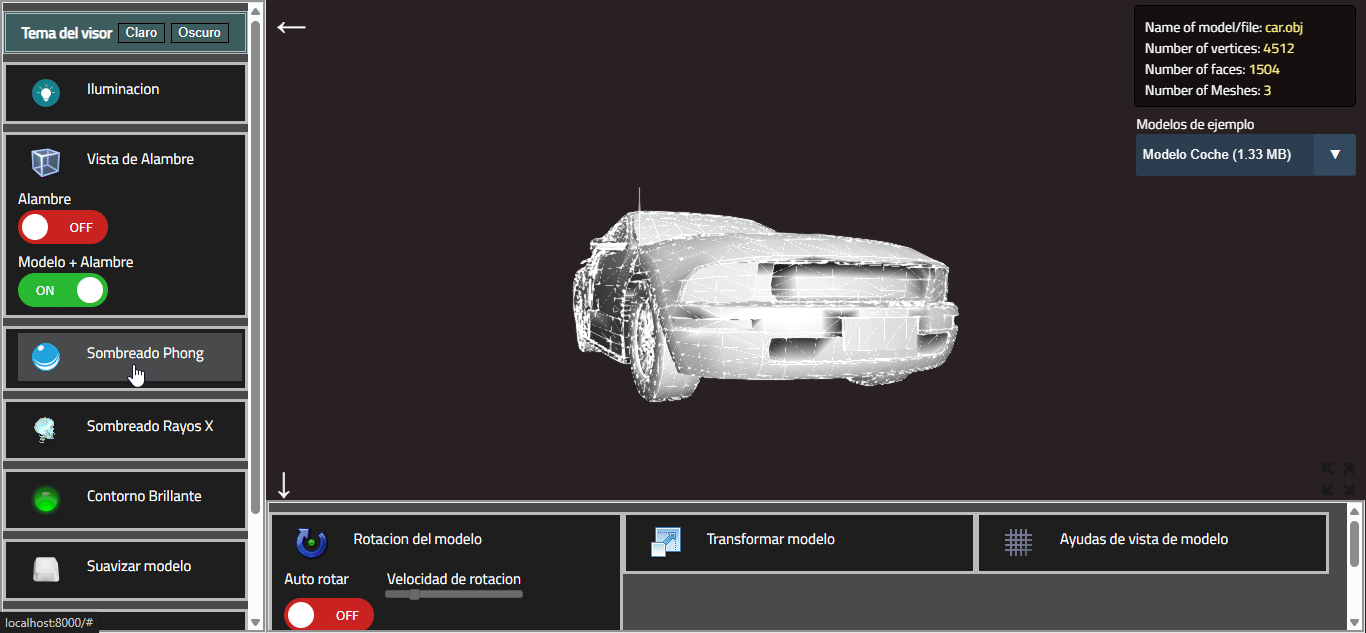 Tema del visor Claro Oscuro
Iluminacion
Vista de Alambre
Alambre
OFF
Modelo + Alambre
ON
Sombreado Phong
Sombreado Rayos X
Contorno Brillante
Suavizar modelo
localhost:8000/#
Name of model/file: car.obj
Number of vertices: 4512
Number of faces: 1504
Number of Meshes: 3
Modelos de ejemplo
Modelo Coche (1.33 MB)
Rotacion del modelo
Auto rotar
Velocidad de rotacion
OFF
Transformar modelo
Ayudas de vista de modelo